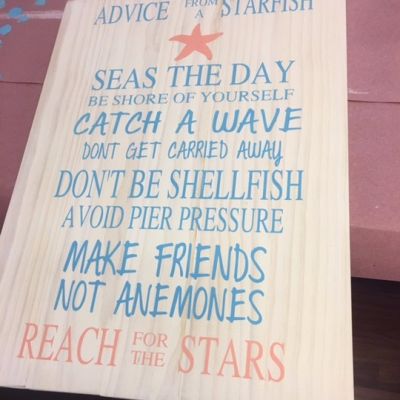 ADVICE FROM A STARFISH
SEAS THE DAY
BE SHORE OF YOURSELF
CATCH A WAVE
DONT GET CARRIED AWAY
DON'T BE SHELLFISH
AVOID PIER PRESSURE
MAKE FRIENDS
NOT ANEMONES
REACH FOR THE STARS